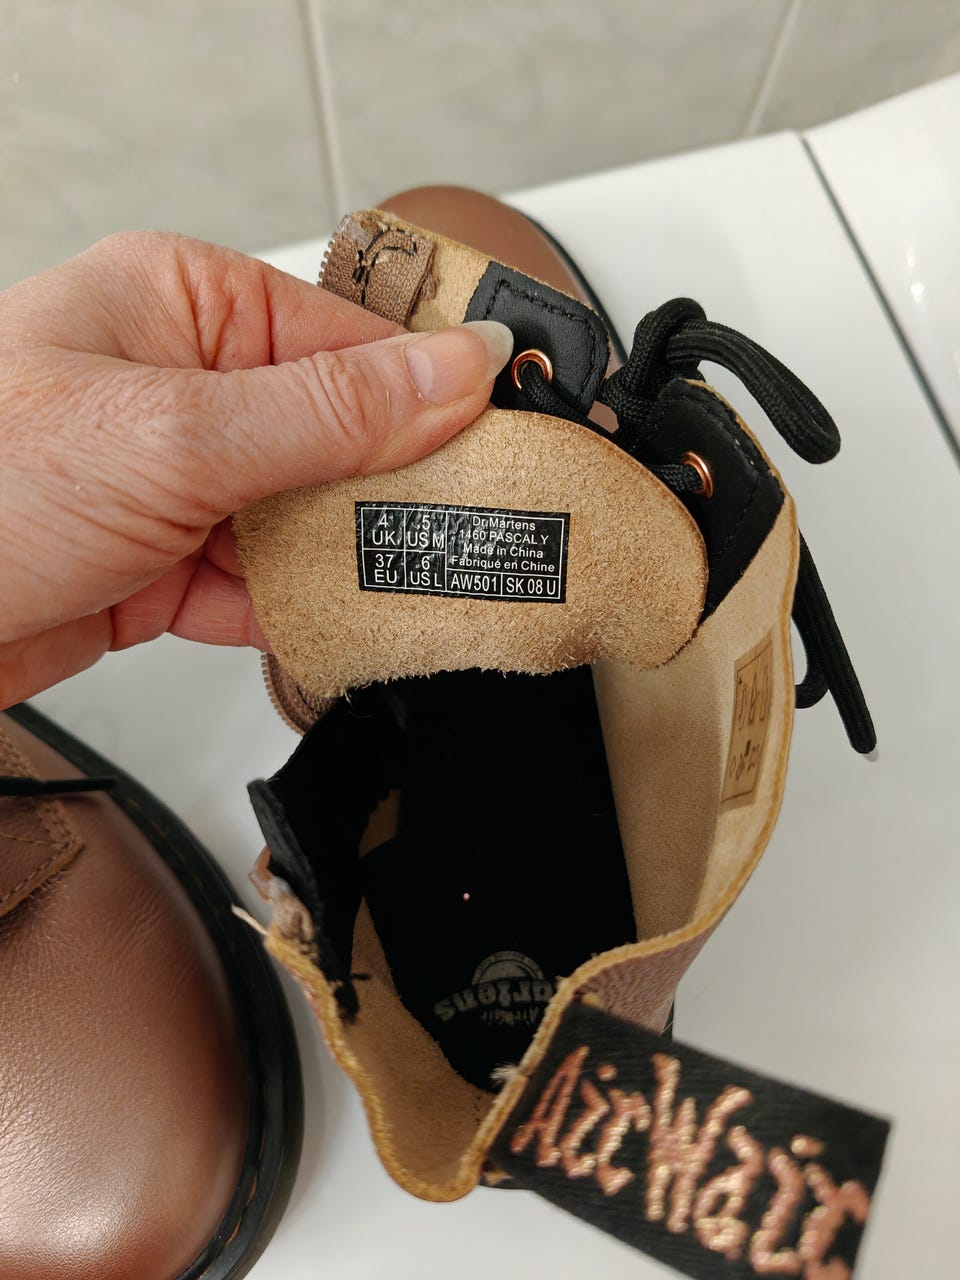 4 UK
5 US M
37 EU
6 US L
Dr.Martens
1460 PASCAL Y
Made in China
Fabriqué en Chine
AW501
SK 08 U
AirWair